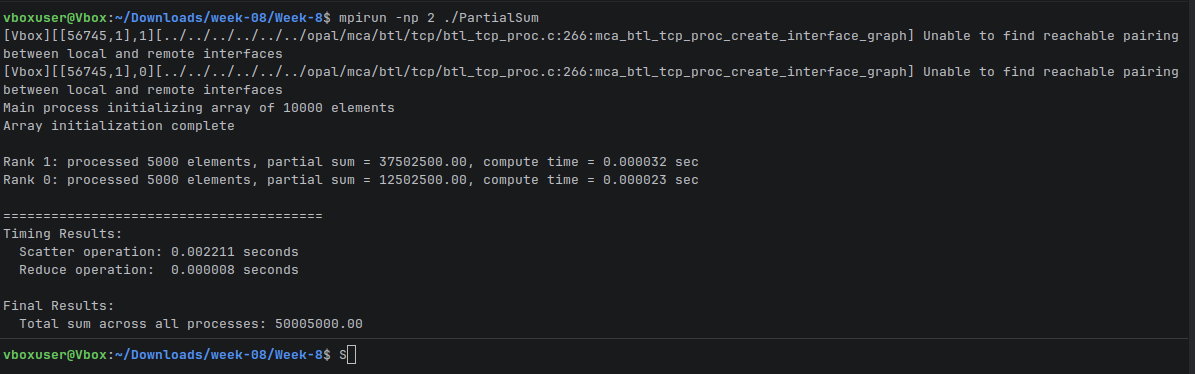 vboxuser@Vbox:~/Downloads/week-08/Week-8$ mpirun -np 2 ./PartialSum
[Vbox][[56745,1],1][../../../../../../opal/mca/btl/tcp/btl_tcp_proc.c:266:mca_btl_tcp_proc_create_interface_graph] Unable to find reachable pairing
between local and remote interfaces
[Vbox][[56745,1],0][../../../../../../opal/mca/btl/tcp/btl_tcp_proc.c:266:mca_btl_tcp_proc_create_interface_graph] Unable to find reachable pairing
between local and remote interfaces
Main process initializing array of 10000 elements
Array initialization complete
Rank 1: processed 5000 elements, partial sum = 37502500.00, compute time = 0.000032 sec
Rank 0: processed 5000 elements, partial sum = 12502500.00, compute time = 0.000023 sec
========================================
Timing Results:
  Scatter operation: 0.002211 seconds
  Reduce operation:  0.000008 seconds
Final Results:
  Total sum across all processes: 50005000.00
vboxuser@Vbox:~/Downloads/week-08/Week-8$ S